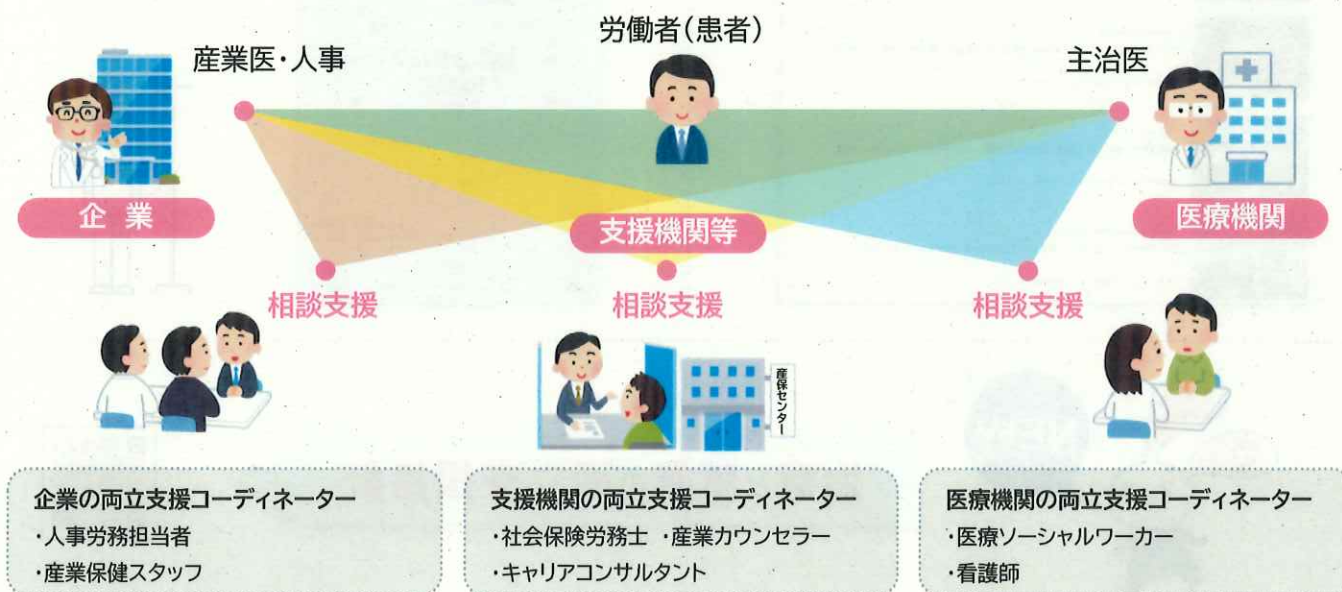 労働者(患者)
産業医・人事
主治医
企 業
支援機関等
医療機関
相談支援
相談支援
相談支援
産保センター
企業の両立支援コーディネーター
・人事労務担当者
・産業保健スタッフ
支援機関の両立支援コーディネーター
・社会保険労務士 ・産業カウンセラー
・キャリアコンサルタント
医療機関の両立支援コーディネーター
・医療ソーシャルワーカー
・看護師